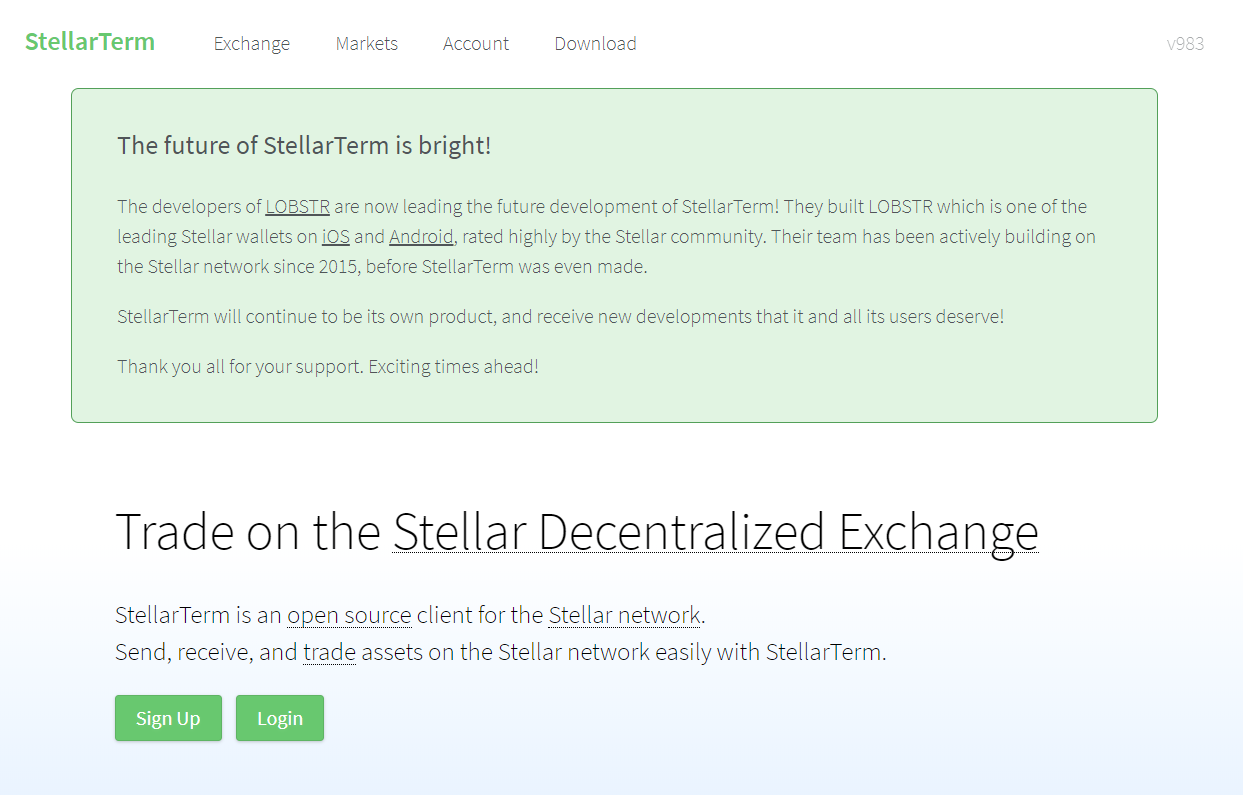 StellarTerm Exchange Markets Account Download v983
The future of StellarTerm is bright!
The developers of LOBSTR are now leading the future development of StellarTerm! They built LOBSTR which is one of the
leading Stellar wallets on iOS and Android, rated highly by the Stellar community. Their team has been actively building on
the Stellar network since 2015, before StellarTerm was even made.
StellarTerm will continue to be its own product, and receive new developments that it and all its users deserve!
Thank you all for your support. Exciting times ahead!
Trade on the Stellar Decentralized Exchange
StellarTerm is an open source client for the Stellar network.
Send, receive, and trade assets on the Stellar network easily with StellarTerm.
Sign Up Login